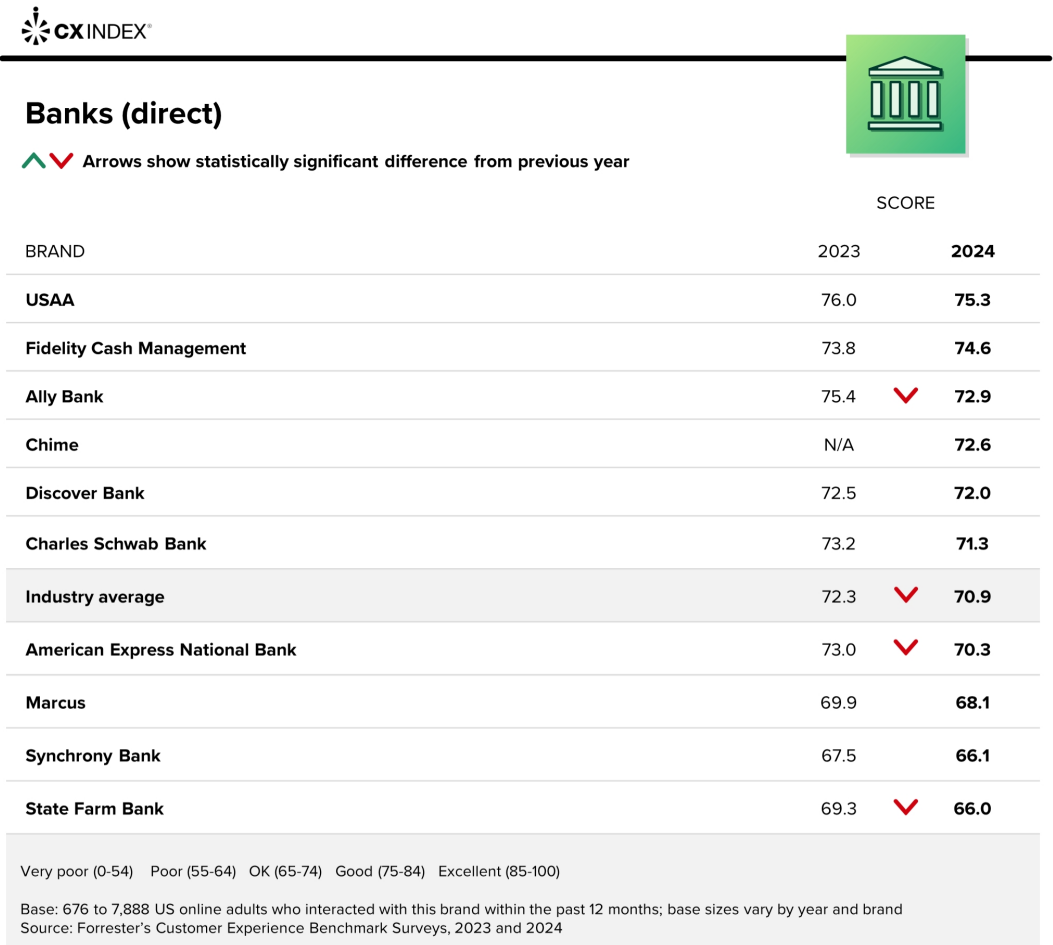 CX INDEX®
Banks (direct)
Arrows show statistically significant difference from previous year
SCORE
BRAND 2023 2024
USAA 76.0 75.3
Fidelity Cash Management 73.8 74.6
Ally Bank 75.4 72.9
Chime N/A 72.6
Discover Bank 72.5 72.0
Charles Schwab Bank 73.2 71.3
Industry average 72.3 70.9
American Express National Bank 73.0 70.3
Marcus 69.9 68.1
Synchrony Bank 67.5 66.1
State Farm Bank 69.3 66.0
Very poor (0-54) Poor (55-64) OK (65-74) Good (75-84) Excellent (85-100)
Base: 676 to 7,888 US online adults who interacted with this brand within the past 12 months; base sizes vary by year and brand
Source: Forrester’s Customer Experience Benchmark Surveys, 2023 and 2024